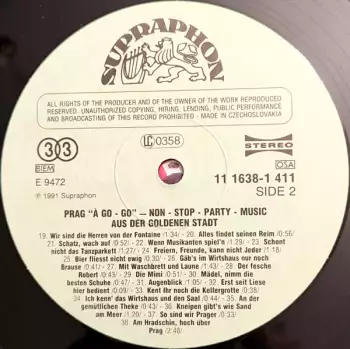 SUPRAPHON
ALL RIGHTS OF THE PRODUCER AND OF THE OWNER OF THE WORK REPRODUCED
RESERVED. UNAUTHORIZED COPYING, HIRING, LENDING, PUBLIC PERFORMANCE
AND BROADCASTING OF THIS RECORD PROHIBITED - MADE IN CZECHOSLOVAKIA
33
LC 0358
STEREO
BIEM
OSA
E 9472
11 1638-1 411
℗ 1991 Supraphon
SIDE 2
PRAG "À GO - GO" — NON - STOP - PARTY - MUSIC
AUS DER GOLDENEN STADT
19. Wir sind die Herren von der Fontaine /1:34/ - 20. Alles findet seinen Reim /0:56/
21. Schatz, wach auf /0:52/ - 22. Wenn Musikanten spiel'n /1:29/ - 23. Schont
nicht das Tanzparkett /1:07/ - 24. Freiern, Freunde, kann nicht Jeder /1:18/
25. Bier fliesst nicht ewig /0:30/ - 26. Gäb's im Wirtshaus nur noch
Brause /0:41/ - 27. Mit Waschbrett und Laune /1:03/ - 28. Der fesche
Robert /0:39/ - 29. Die Mimi /0:51/ - 30. Mädel, nimm die
besten Schuhe /0:47/ - 31. Augenblick /1:05/ - 32. Erst seit Liese
hier bedient /0:59/ - 33. Kent ihr noch die Kellergrotte /0:38/
34. Ich kenn' das Wirtshaus und den Saal /0:44/ - 35. An der
gemütlichen Theke /0:43/ - 36. Kneipen gibt's wie Sand
am Meer /1:20/ - 37. So sind wir Prager /0:33/
38. Am Hradschin, hoch über
Prag /2:48/